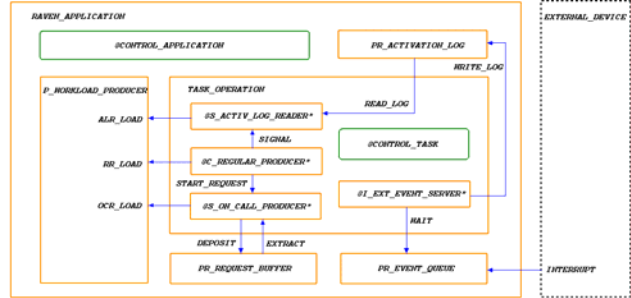 RAVEN_APPLICATION
EXTERNAL_DEVICE
@CONTROL_APPLICATION
PR_ACTIVATION_LOG
WRITE_LOG
P_WORKLOAD_PRODUCER
TASK_OPERATION
READ_LOG
ALR_LOAD
@S_ACTIV_LOG_READER*
SIGNAL
@CONTROL_TASK
RR_LOAD
@C_REGULAR_PRODUCER*
START_REQUEST
@I_EXT_EVENT_SERVER*
OCR_LOAD
@S_ON_CALL_PRODUCER*
WAIT
DEPOSIT
EXTRACT
PR_REQUEST_BUFFER
PR_EVENT_QUEUE
INTERRUPT